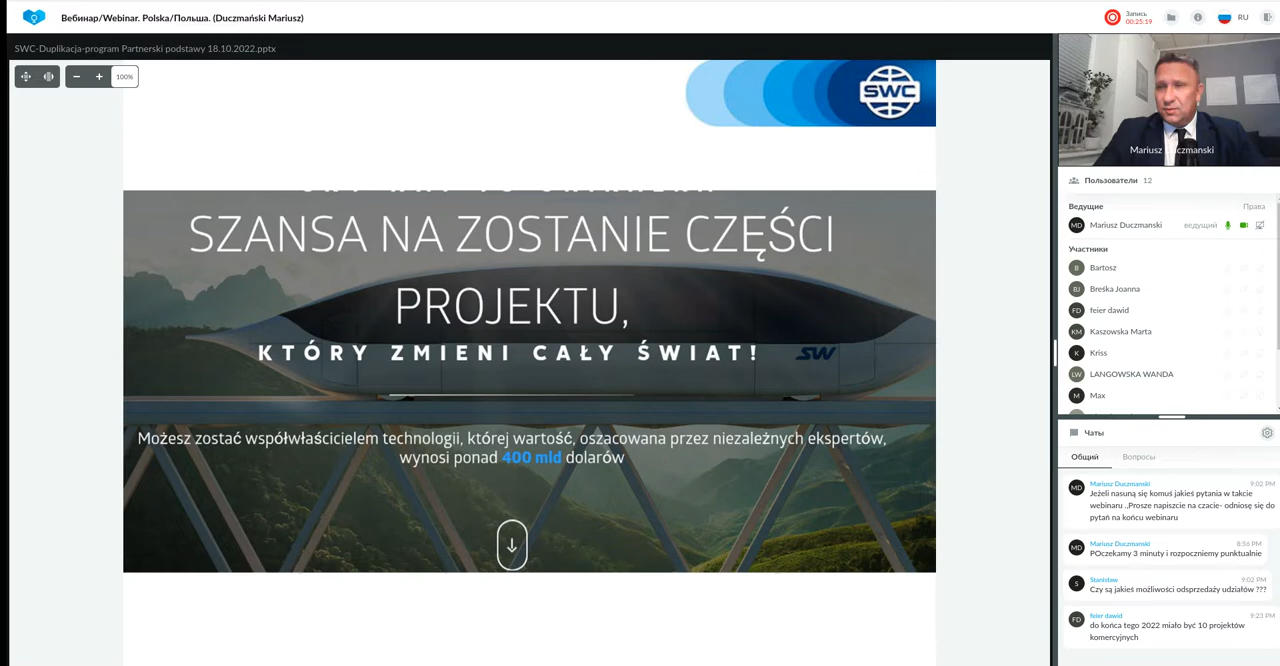 Вебинар/Webinar. Polska/Польша. (Duczmański Mariusz)
Запись
00:25:19
RU
SWC-Duplikacja-program Partnerski podstawy 18.10.2022.pptx
100%
SWC
SZANSA NA ZOSTANIE CZĘŚCI
PROJEKTU,
KTÓRY ZMIENI CAŁY ŚWIAT!
SW
Możesz zostać współwłaścicielem technologii, której wartość, oszacowana przez niezależnych ekspertów,
wynosi ponad 400 mld dolarów
Mariusz Duczmanski
Пользователи 12
Ведущие Права
MD Mariusz Duczmanski ведущий
Участники
B Bartosz
BJ Breśka Joanna
FD feier dawid
KM Kaszowska Marta
K Kriss
LW LANGOWSKA WANDA
M Max
Чаты
Общий Вопросы
MD Mariusz Duczmanski 9:02 PM
Jeżeli nasuną się komuś jakieś pytania w takcie
webinaru ,,Prosze napiszcie na czacie- odniosę się do
pytań na końcu webinaru
MD Mariusz Duczmanski 8:56 PM
POczekamy 3 minuty i rozpoczniemy punktualnie
S Stanisław 9:02 PM
Czy są jakieś możliwości odsprzedaży udziałów ???
FD feier dawid 9:23 PM
do końca tego 2022 miało być 10 projektów
komercyjnych